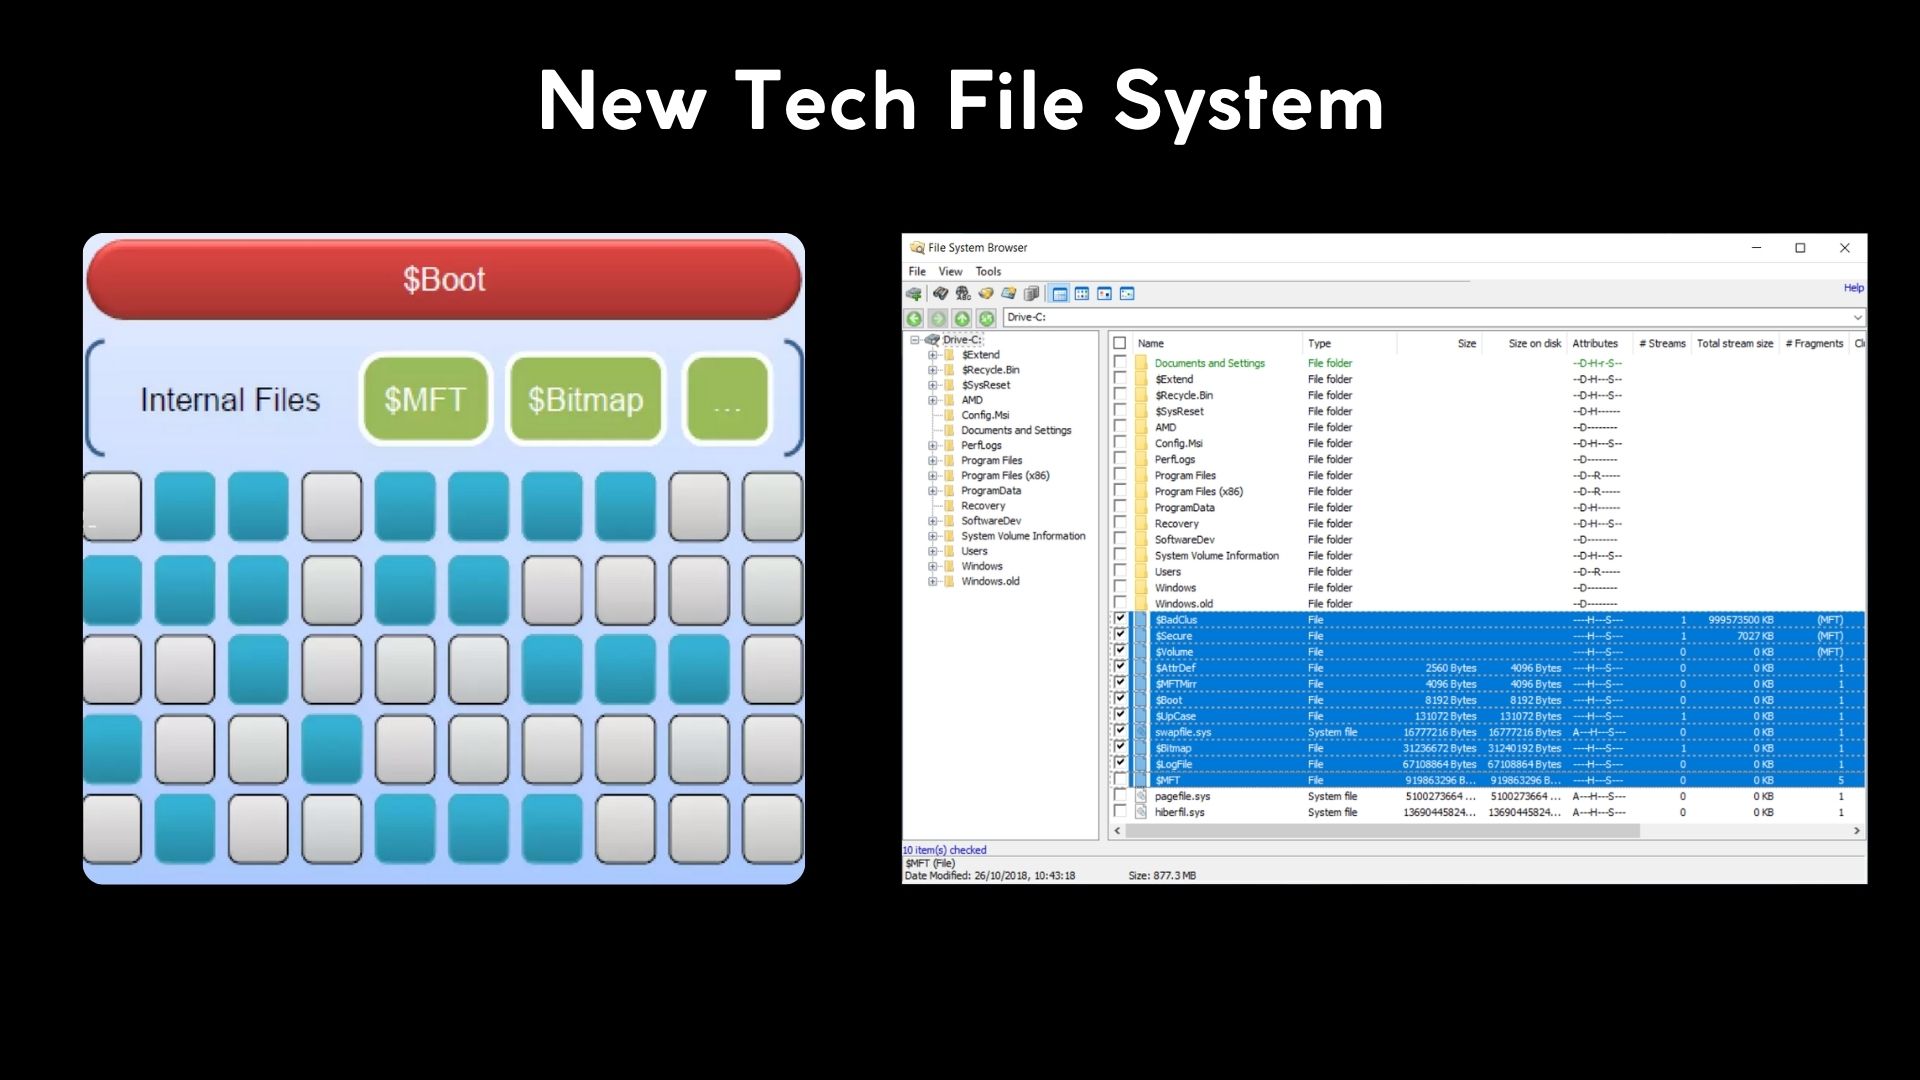 New Tech File System
$Boot
Internal Files $MFT $Bitmap ...
File System Browser
File View Tools
Help
Drive-C:
Drive-C:
$Extend
$Recycle.Bin
$SysReset
AMD
Config.Msi
Documents and Settings
PerfLogs
Program Files
Program Files (x86)
ProgramData
Recovery
SoftwareDev
System Volume Information
Users
Windows
Windows.old
Name Type Size Size on disk Attributes # Streams Total stream size # Fragments Cl
Documents and Settings File folder --D-H-r-S--
$Extend File folder --D-H---S--
$Recycle.Bin File folder --D-H---S--
$SysReset File folder --D-H------
AMD File folder --D--------
Config.Msi File folder --D-H---S--
PerfLogs File folder --D--------
Program Files File folder --D--R-----
Program Files (x86) File folder --D--R-----
ProgramData File folder --D-H------
Recovery File folder --D-H---S--
SoftwareDev File folder --D--------
System Volume Information File folder --D-H---S--
Users File folder --D--R-----
Windows File folder --D--------
Windows.old File folder --D--------
$BadClus File ----H---S--- 1 999573500 KB (MFT)
$Secure File ----H---S--- 1 7027 KB (MFT)
$Volume File ----H---S--- 0 0 KB (MFT)
$AttrDef File 2560 Bytes 4096 Bytes ----H---S--- 0 0 KB 1
$MFTMirr File 4096 Bytes 4096 Bytes ----H---S--- 0 0 KB 1
$Boot File 8192 Bytes 8192 Bytes ----H---S--- 0 0 KB 1
$UpCase File 131072 Bytes 131072 Bytes ----H---S--- 1 0 KB 1
swapfile.sys System file 16777216 Bytes 16777216 Bytes A---H---S--- 0 0 KB 1
$Bitmap File 31236672 Bytes 31240192 Bytes ----H---S--- 1 0 KB 1
$LogFile File 67108864 Bytes 67108864 Bytes ----H---S--- 0 0 KB 1
$MFT File 919863296 B... 919863296 B... ----H---S--- 0 0 KB 5
pagefile.sys System file 5100273664 ... 5100273664 ... A---H---S--- 0 0 KB 1
hiberfil.sys System file 13690445824... 13690445824... A---H---S--- 0 0 KB 1
10 item(s) checked
$MFT (File)
Date Modified: 26/10/2018, 10:43:18 Size: 877.3 MB